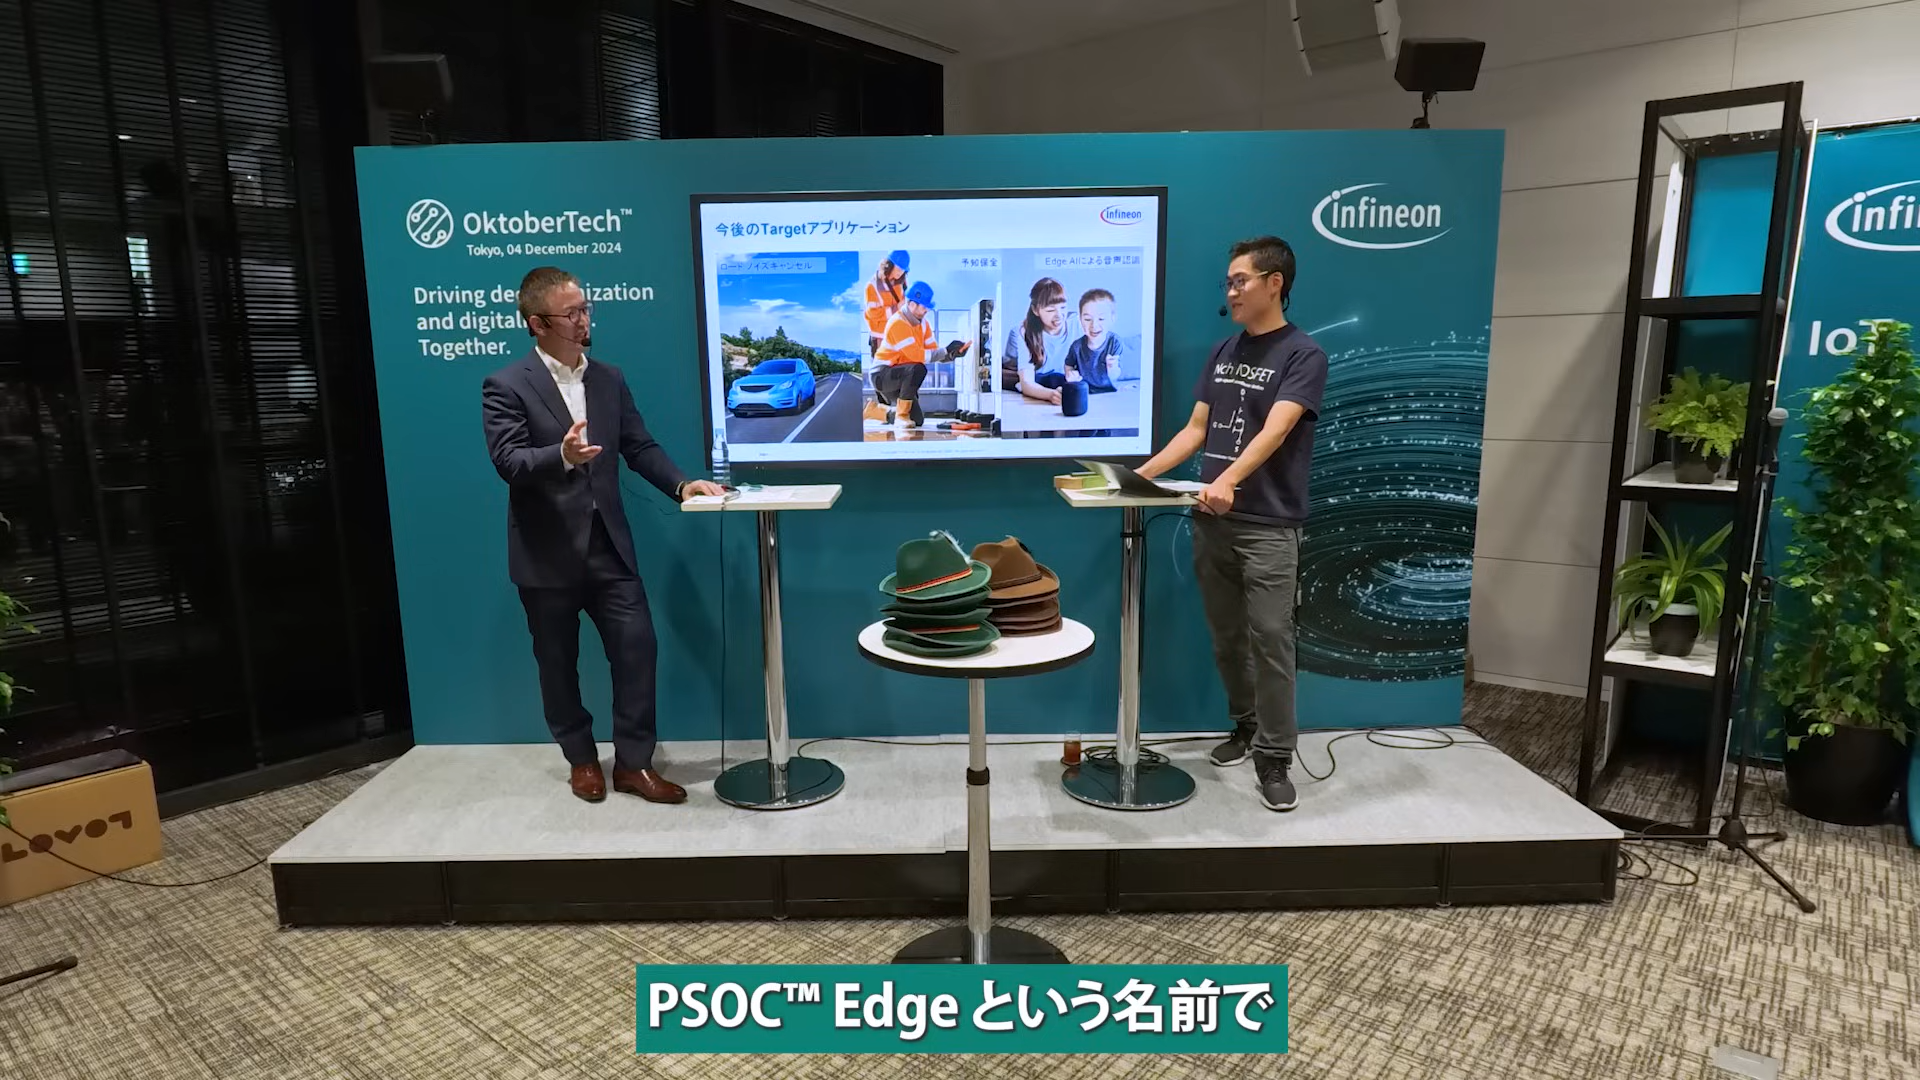 OktoberTech™
Tokyo, 04 December 2024
Driving de
ization
and digital
Together.
今後のTargetアプリケーション
infineon
ロードノイズキャンセル
予知保全
Edge AIによる音声認識
infineon
infi
IoT
Nch MOSFET
G
S
LOVOT
PSOC™ Edge という名前で